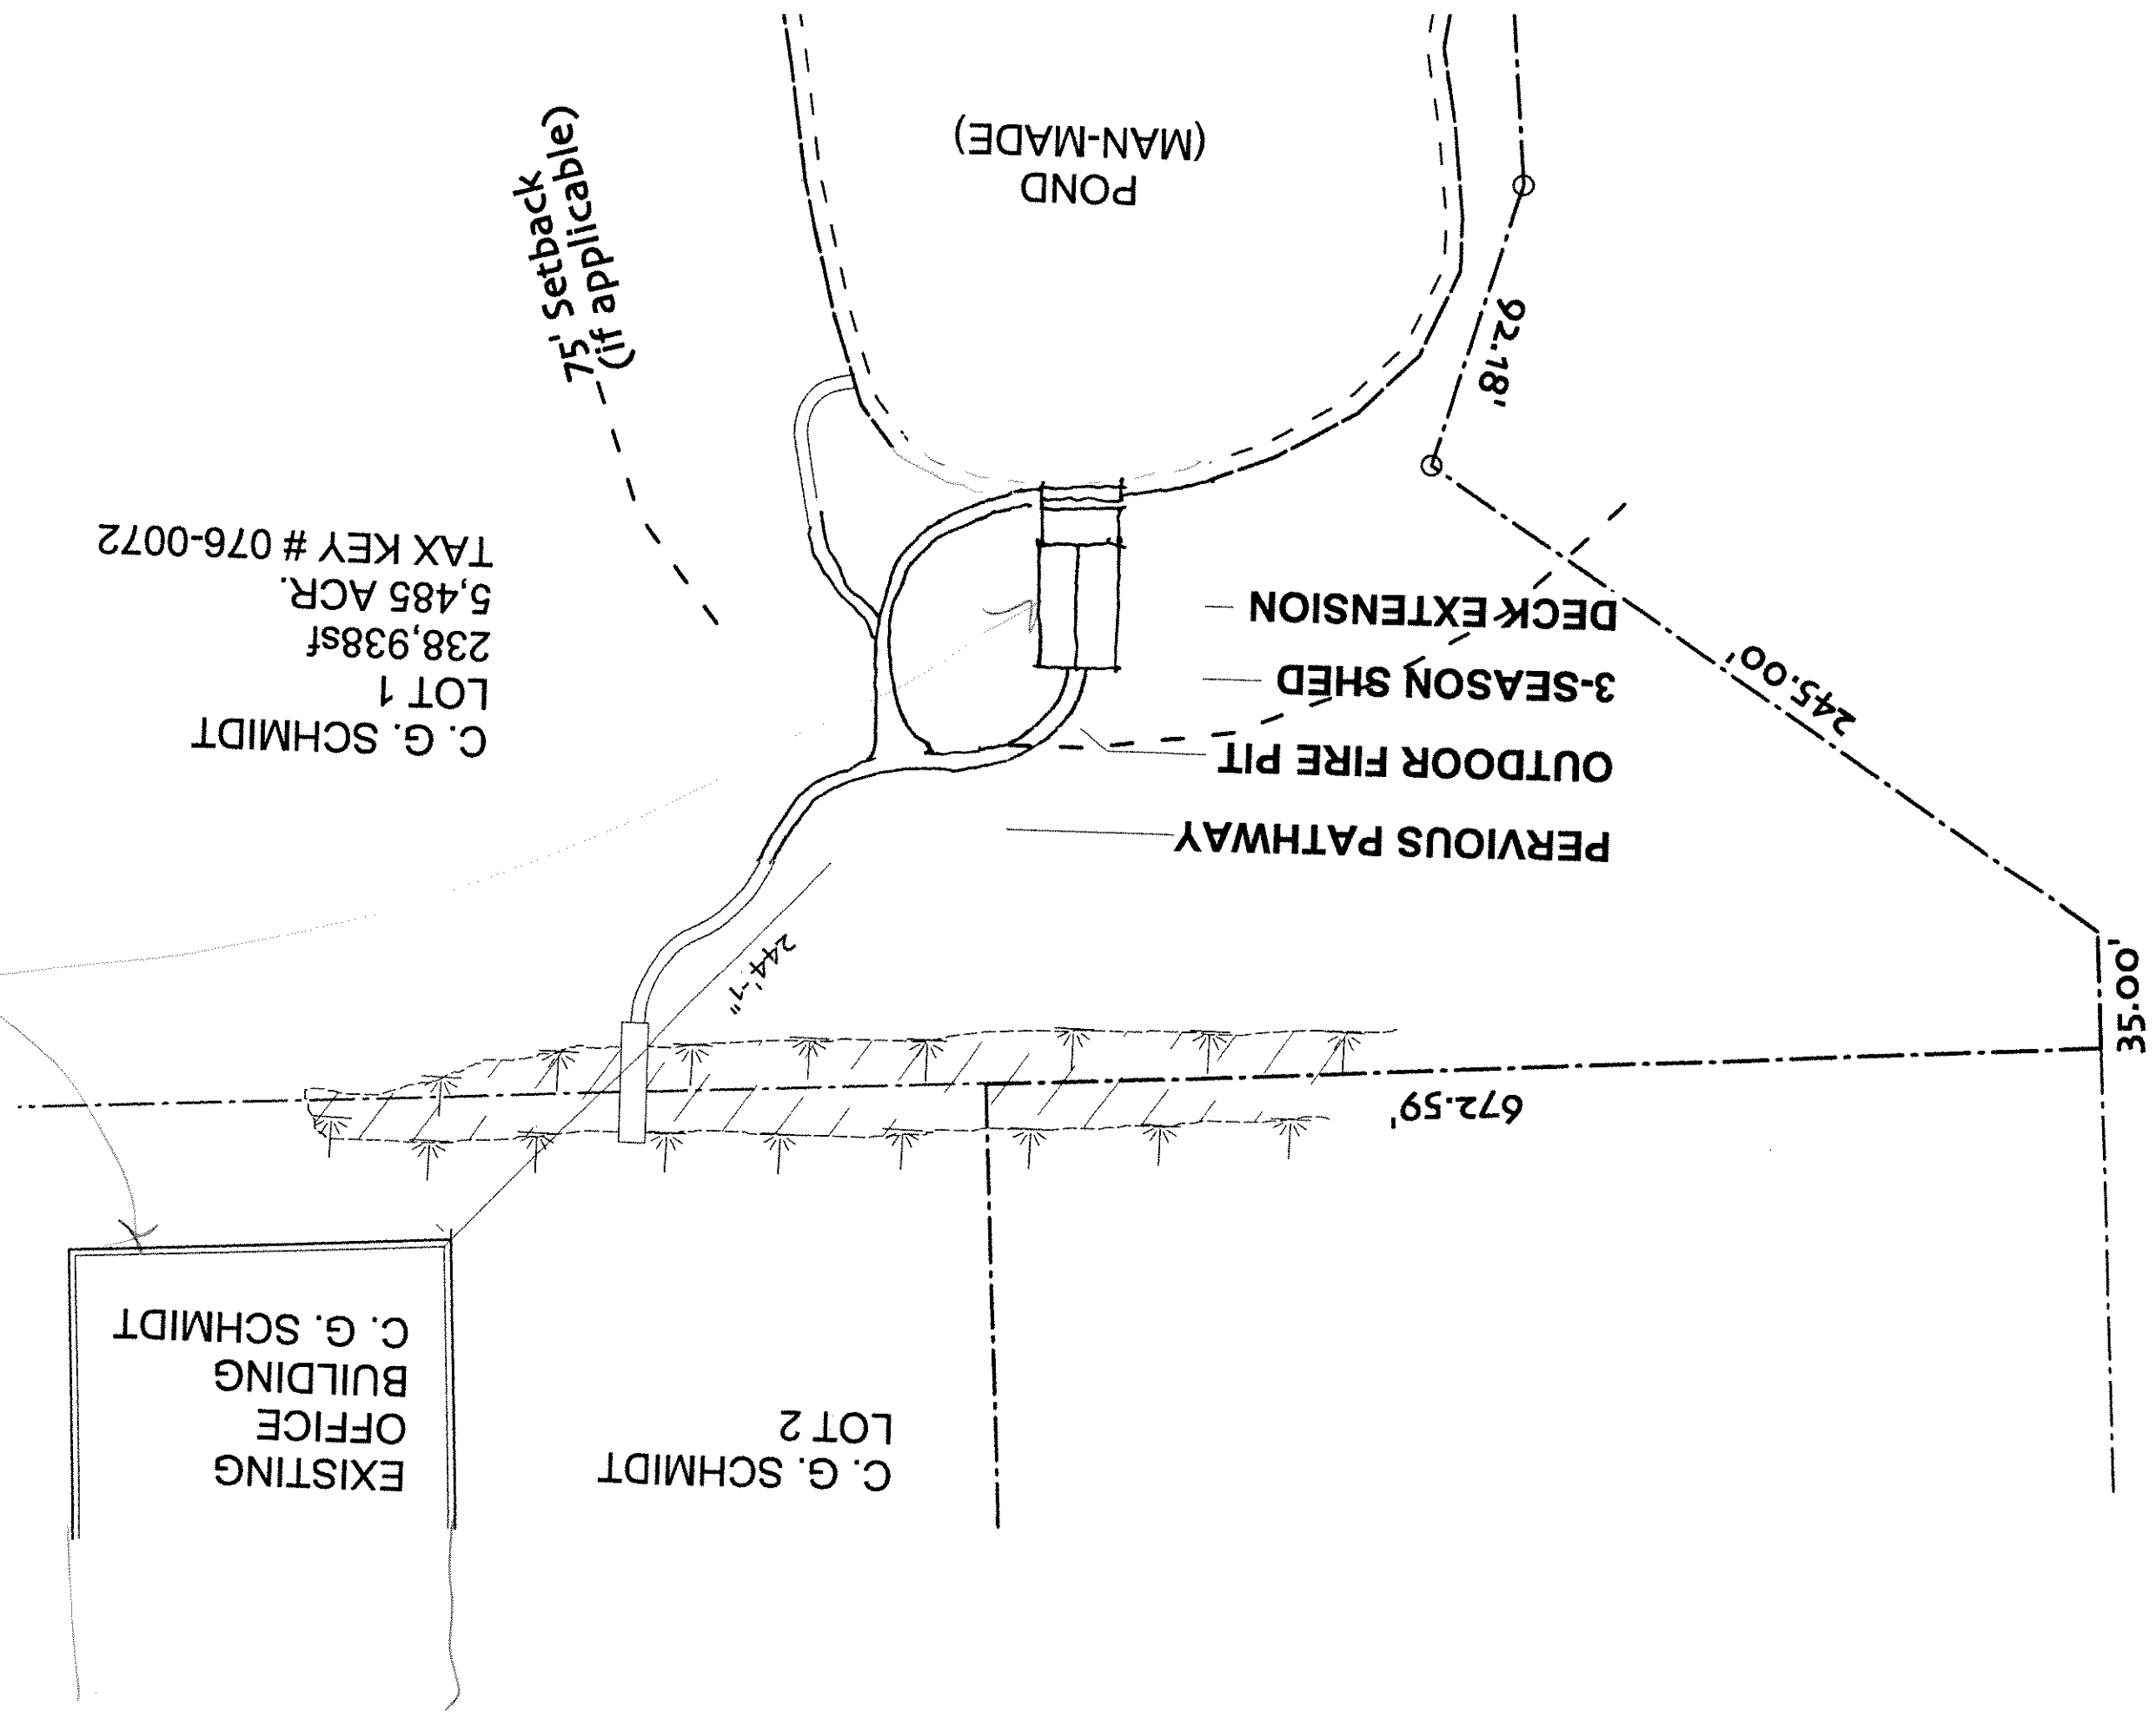 EXISTING
OFFICE
BUILDING
C. G. SCHMIDT
C. G. SCHMIDT
LOT 2
672.59'
35.00'
244'-1"
PERVIOUS PATHWAY
OUTDOOR FIRE PIT
3-SEASON SHED
DECK EXTENSION
245.00'
C. G. SCHMIDT
LOT 1
238,938sf
5,485 ACR.
TAX KEY # 076-0072
92.18'
75' Setback
(if applicable)
POND
(MAN-MADE)